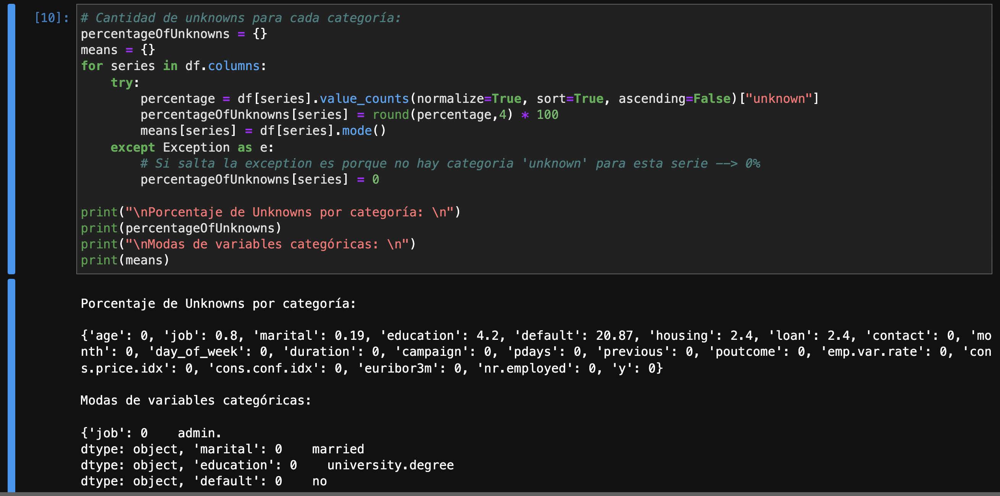 [10]: # Cantidad de unknowns para cada categoría:
percentageOfUnknowns = {}
means = {}
for series in df.columns:
    try:
        percentage = df[series].value_counts(normalize=True, sort=True, ascending=False)["unknown"]
        percentageOfUnknowns[series] = round(percentage,4) * 100
        means[series] = df[series].mode()
    except Exception as e:
        # Si salta la exception es porque no hay categoria 'unknown' para esta serie --> 0%
        percentageOfUnknowns[series] = 0

print("\nPorcentaje de Unknowns por categoría: \n")
print(percentageOfUnknowns)
print("\nModas de variables categóricas: \n")
print(means)

Porcentaje de Unknowns por categoría:

{'age': 0, 'job': 0.8, 'marital': 0.19, 'education': 4.2, 'default': 20.87, 'housing': 2.4, 'loan': 2.4, 'contact': 0, 'mo
nth': 0, 'day_of_week': 0, 'duration': 0, 'campaign': 0, 'pdays': 0, 'previous': 0, 'poutcome': 0, 'emp.var.rate': 0, 'con
s.price.idx': 0, 'cons.conf.idx': 0, 'euribor3m': 0, 'nr.employed': 0, 'y': 0}

Modas de variables categóricas:

{'job': 0    admin.
dtype: object, 'marital': 0    married
dtype: object, 'education': 0    university.degree
dtype: object, 'default': 0    no